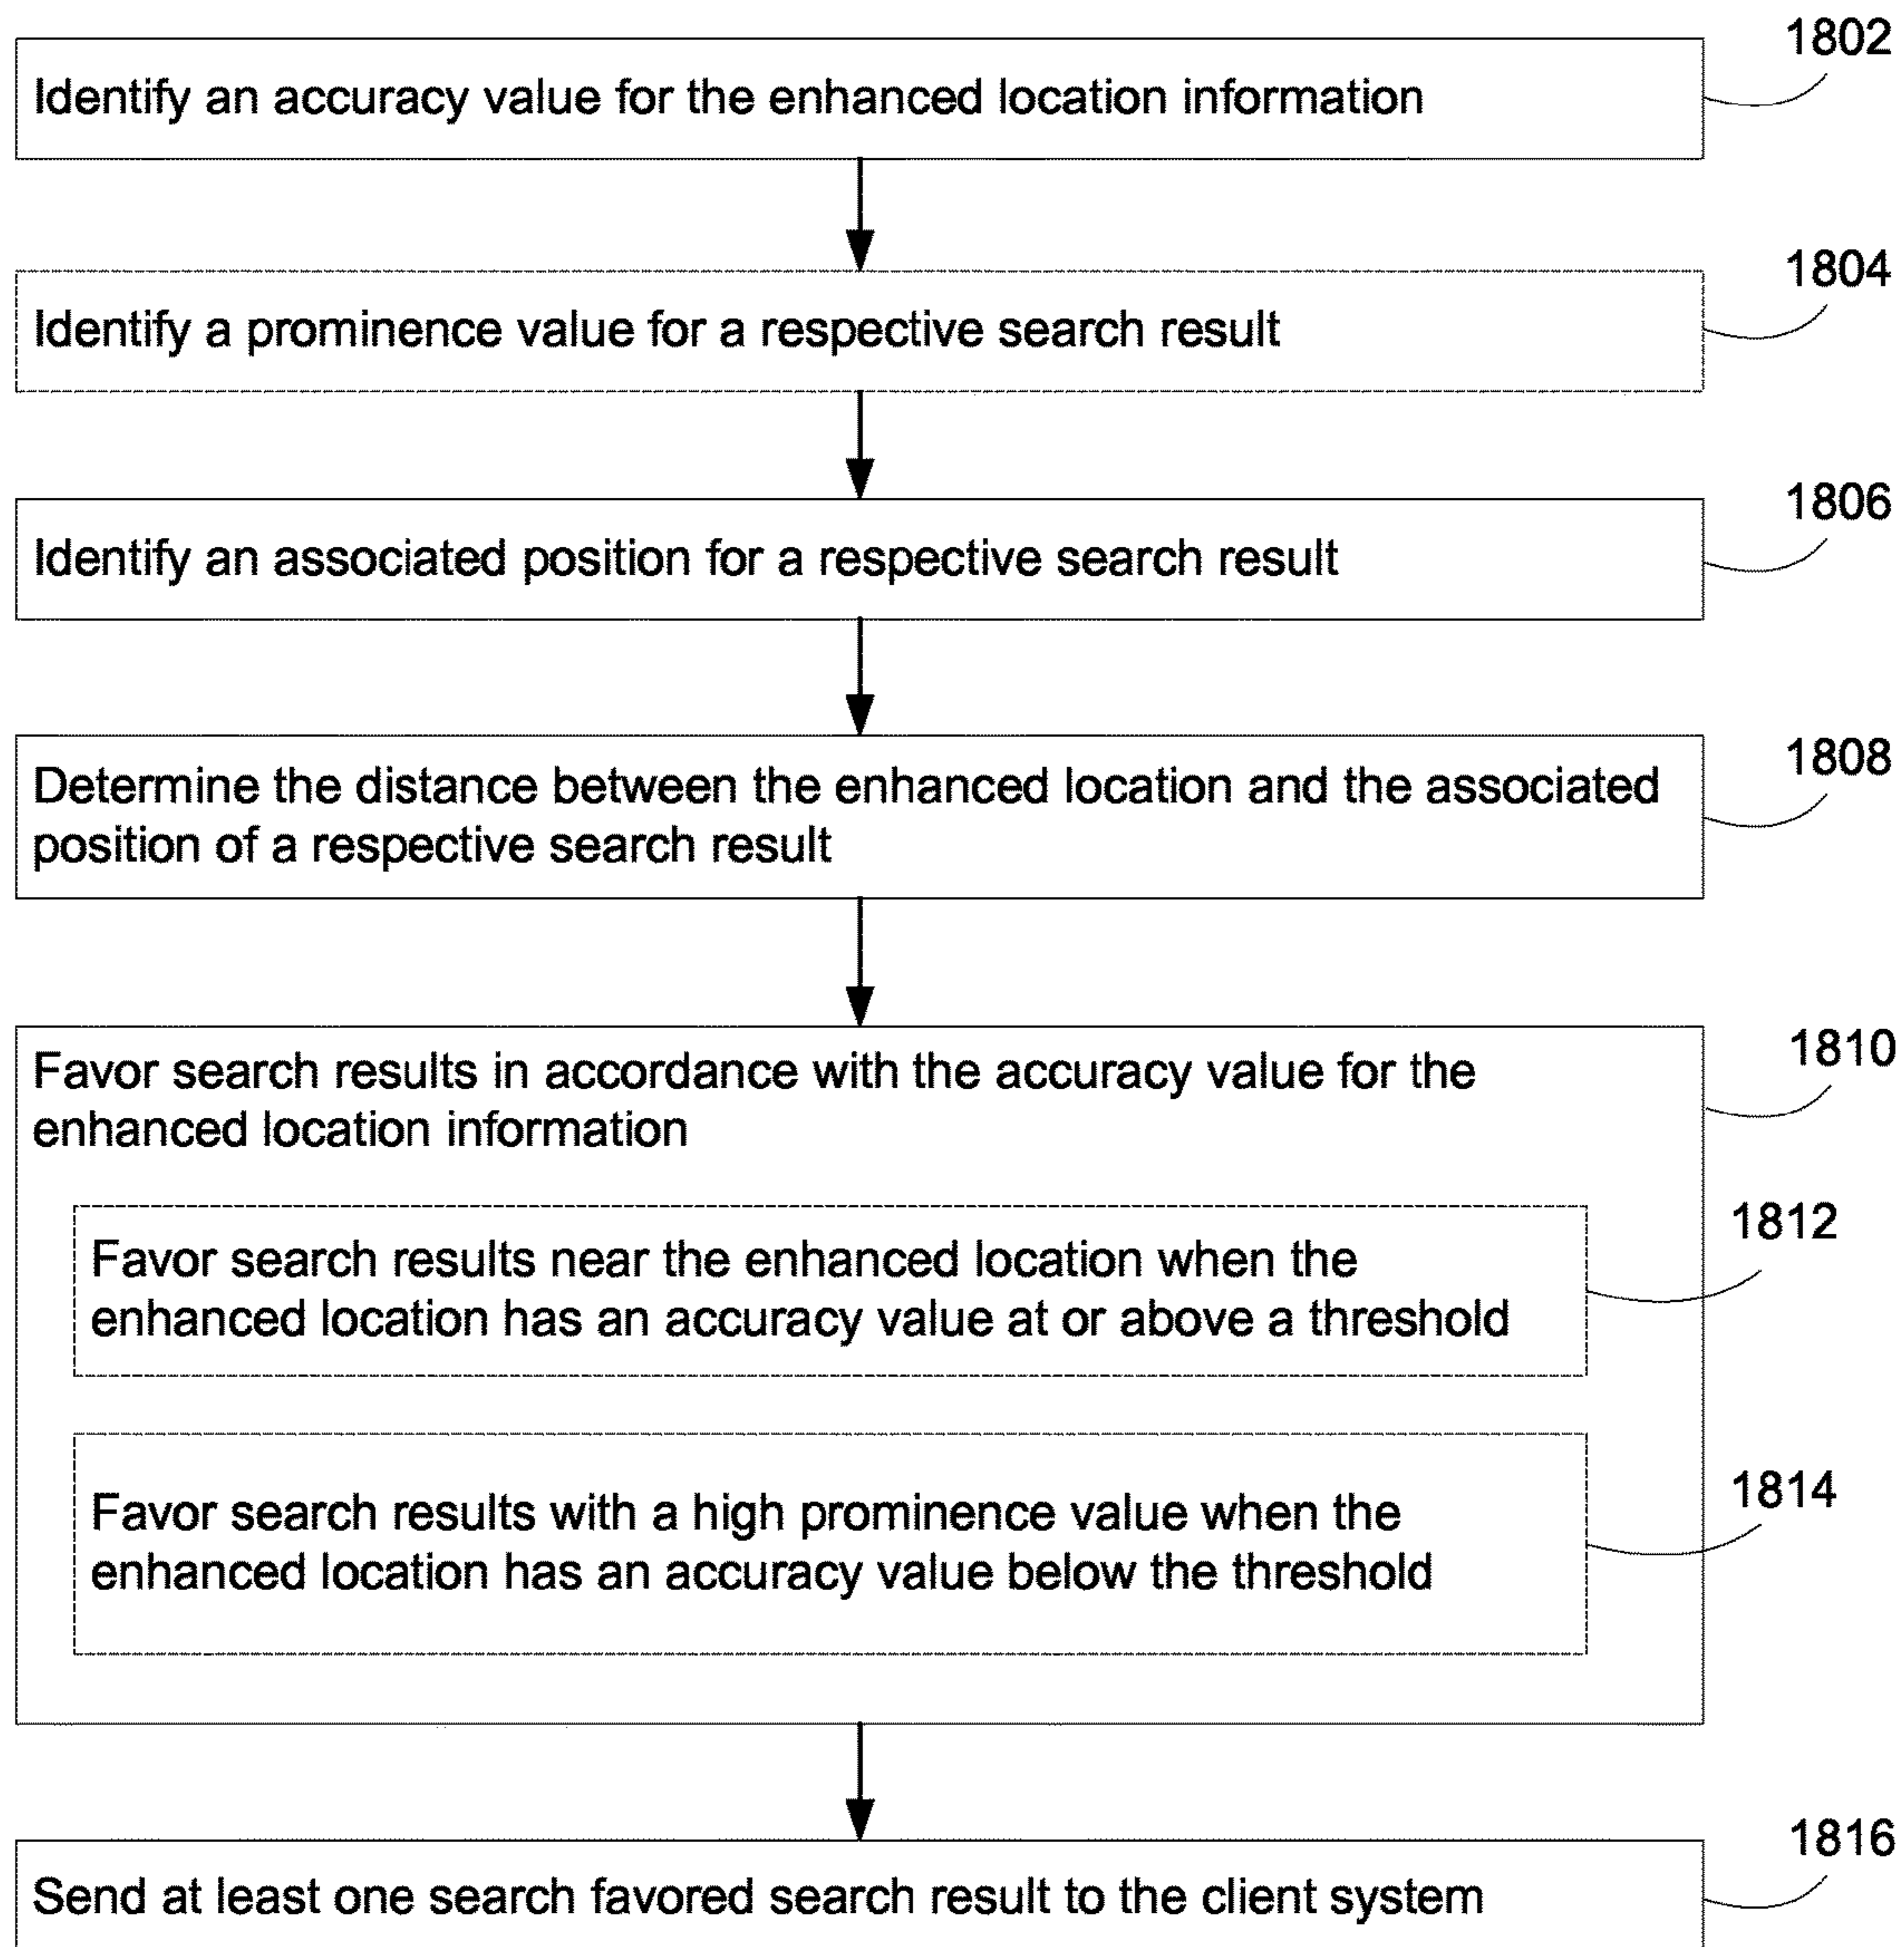 1802
Identify an accuracy value for the enhanced location information
1804
Identify a prominence value for a respective search result
1806
Identify an associated position for a respective search result
1808
Determine the distance between the enhanced location and the associated
position of a respective search result
1810
Favor search results in accordance with the accuracy value for the
enhanced location information
1812
Favor search results near the enhanced location when the
enhanced location has an accuracy value at or above a threshold
1814
Favor search results with a high prominence value when the
enhanced location has an accuracy value below the threshold
1816
Send at least one search favored search result to the client system